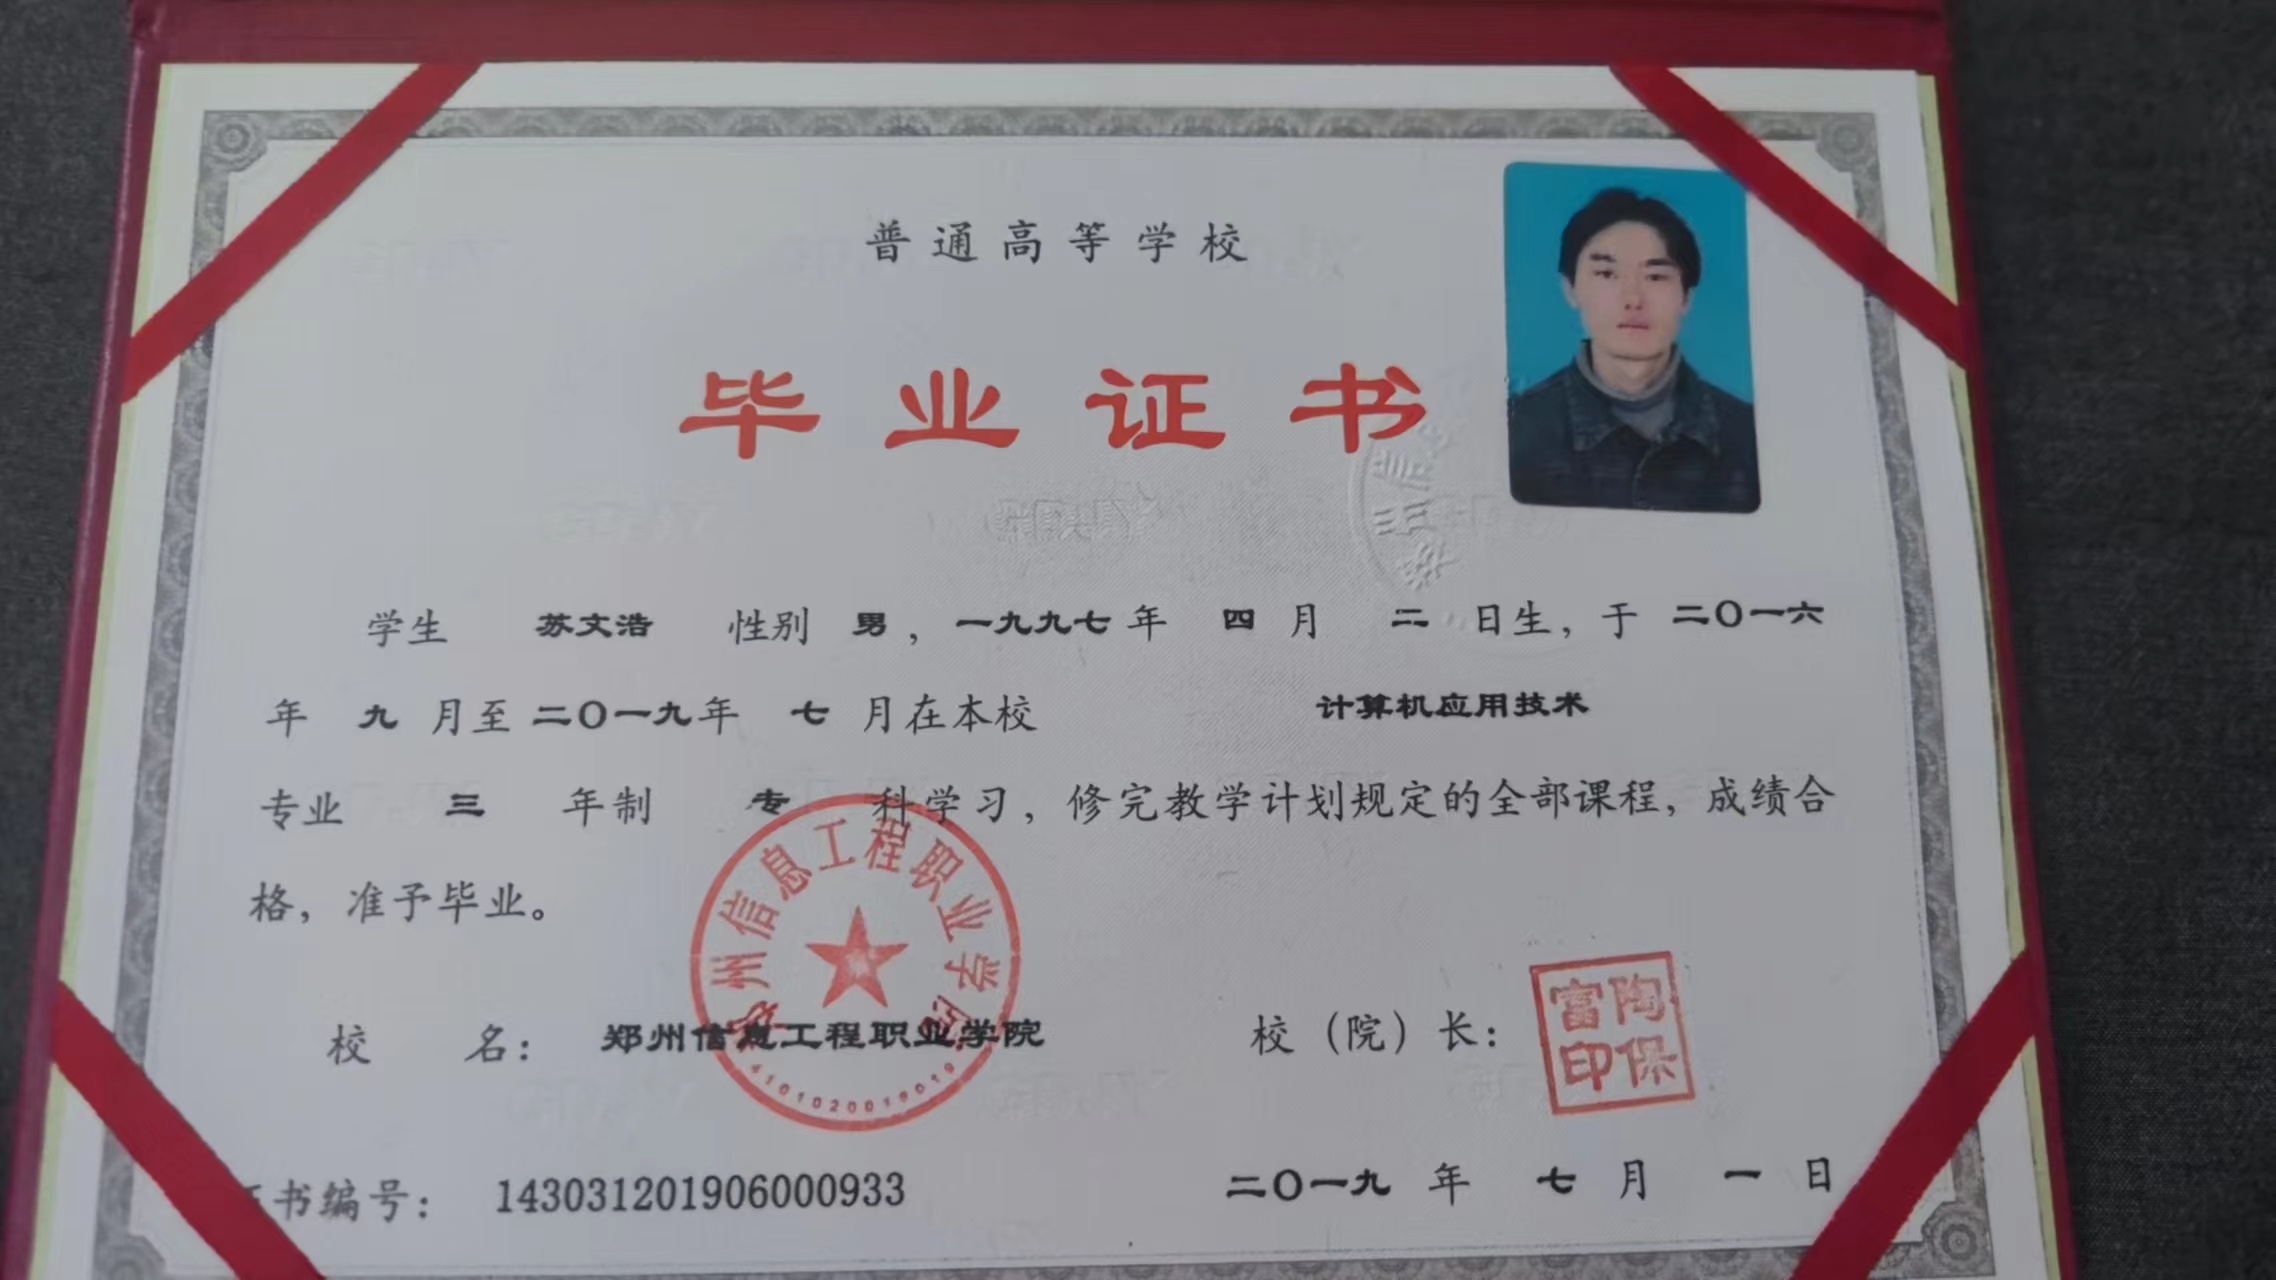 普通高等学校
毕业证书
学生 苏文浩 性别 男，一九九七年 四 月 二 日生，于 二〇一六
年 九 月至 二〇一九年 七 月在本校 计算机应用技术
专业 三 年制 专 科学习，修完教学计划规定的全部课程，成绩合
格，准予毕业。
郑州信息工程职业学院
4101020019019
校 名：郑州信息工程职业学院
校（院）长：
陶保富印
书编号：143031201906000933
二〇一九 年 七 月 一 日